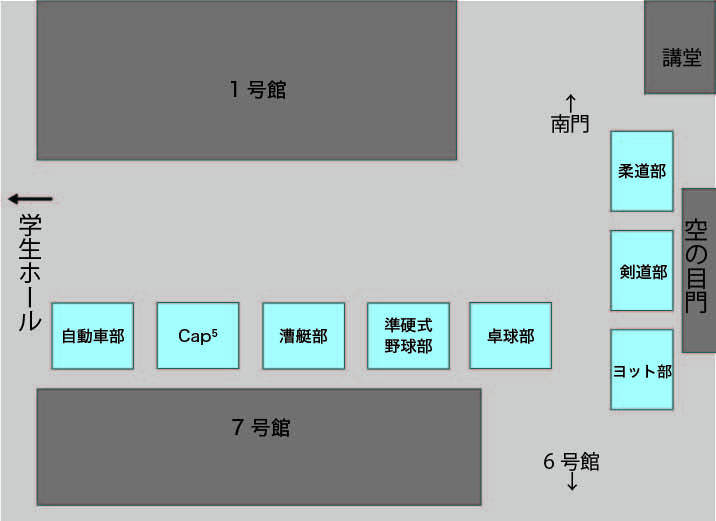 講堂
1 号館
↑
南門
柔道部
←
学生ホール
空の目門
剣道部
自動車部
Cap⁵
漕艇部
準硬式
野球部
卓球部
ヨット部
7 号館
6 号館
↓